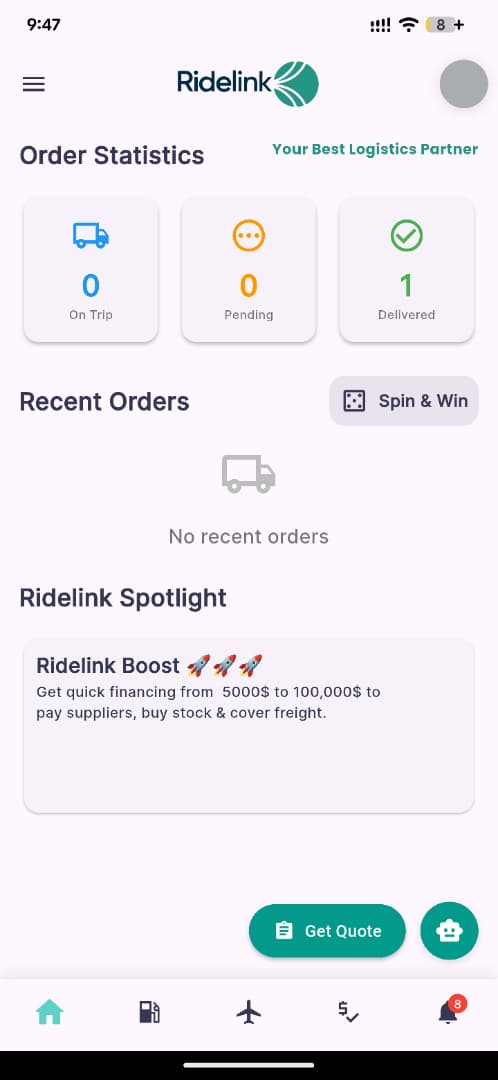 9:47
8+
Ridelink
Order Statistics
Your Best Logistics Partner
0
On Trip
0
Pending
1
Delivered
Recent Orders
Spin & Win
No recent orders
Ridelink Spotlight
Ridelink Boost 🚀🚀🚀
Get quick financing from  5000$ to 100,000$ to
pay suppliers, buy stock & cover freight.
Get Quote
$
8